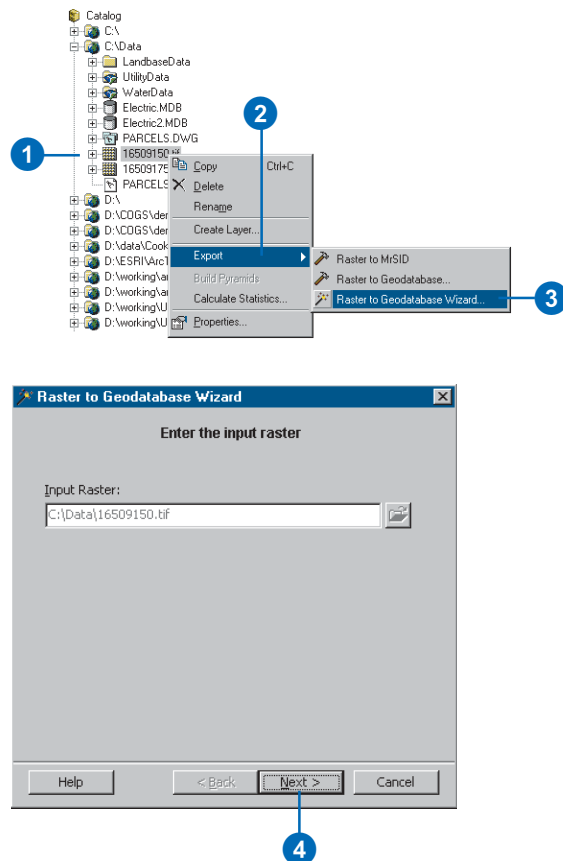 Catalog
C:\
C:\Data
LandbaseData
UtilityData
WaterData
Electric.MDB
Electric2.MDB
2
PARCELS.DWG
1
16509150.tif
Copy Ctrl+C
16509175
Delete
PARCELS
Rename
D:\
D:\COGS\der
Create Layer...
D:\COGS\der
D:\data\Cook
Export
Raster to MrSID
D:\ESRI\ArcT
Build Pyramids
Raster to Geodatabase...
D:\working\ar
Calculate Statistics...
Raster to Geodatabase Wizard...
3
D:\working\ar
D:\working\U
Properties...
D:\working\U
Raster to Geodatabase Wizard
Enter the input raster
Input Raster:
C:\Data\16509150.tif
Help
< Back
Next >
Cancel
4